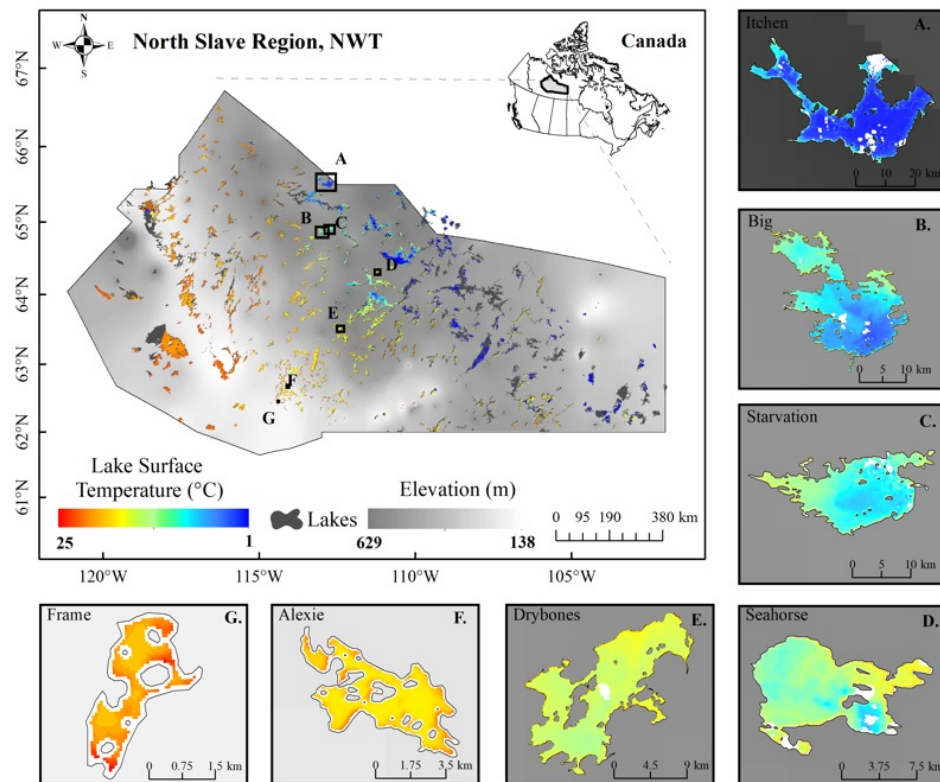 N
W E
S
North Slave Region, NWT
Canada
67°N
66°N
65°N
64°N
63°N
62°N
61°N
A
B
C
D
E
F
G
Lake Surface
Temperature (°C)
25 1
Lakes
Elevation (m)
629 138
0 95 190 380 km
120°W 115°W 110°W 105°W
Itchen A.
0 10 20 km
Big B.
0 5 10 km
Starvation C.
0 5 10 km
Frame G.
0 0.75 1.5 km
Alexie F.
0 1.75 3.5 km
Drybones E.
0 4.5 9 km
Seahorse D.
0 3.75 7.5 km